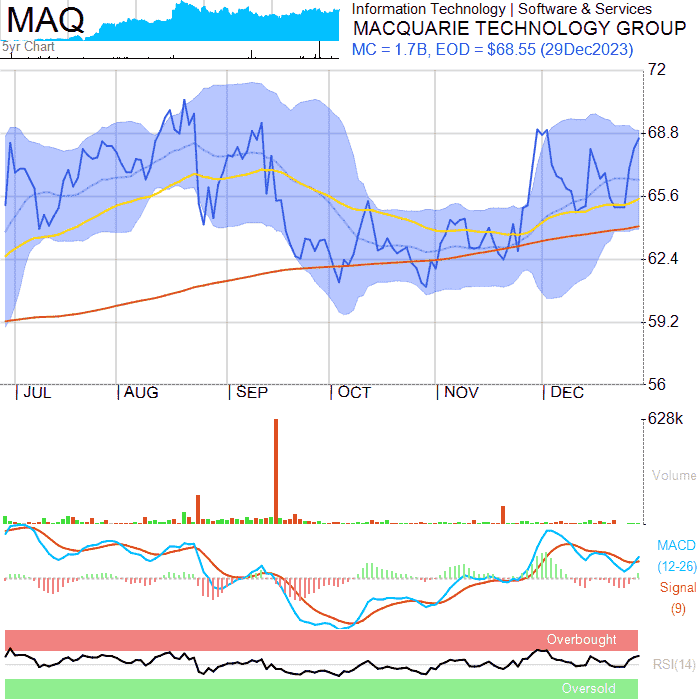 MAQ
5yr Chart
Information Technology | Software & Services
MACQUARIE TECHNOLOGY GROUP
MC = 1.7B, EOD = $68.55 (29Dec2023)
72
68.8
65.6
62.4
59.2
56
JUL
AUG
SEP
OCT
NOV
DEC
628k
Volume
MACD
(12-26)
Signal
(9)
Overbought
RSI(14)
Oversold